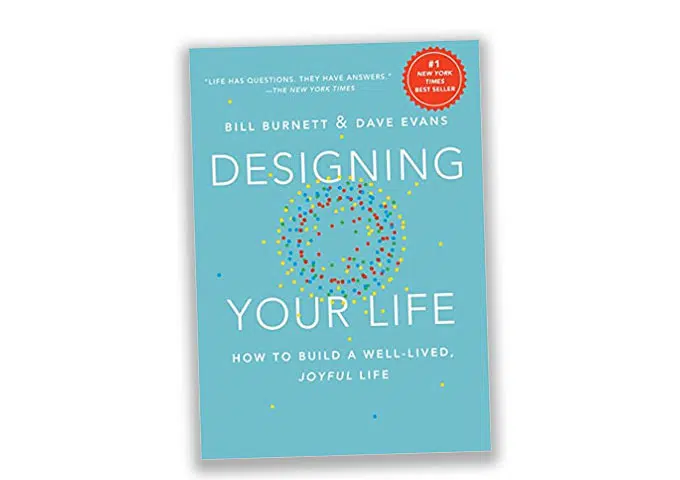 "LIFE HAS QUESTIONS. THEY HAVE ANSWERS."
—THE NEW YORK TIMES
#1
NEW YORK
TIMES
BEST SELLER
BILL BURNETT & DAVE EVANS
DESIGNING
YOUR LIFE
HOW TO BUILD A WELL-LIVED,
JOYFUL LIFE